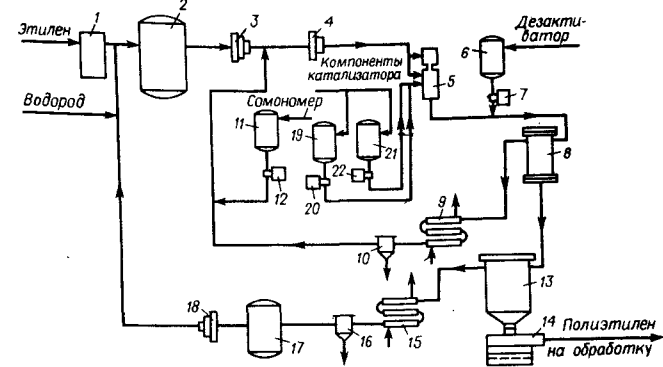 Этилен
1
2
3
4
Дезакти-
ватор
6
Компоненты
катализатора
5
7
Водород
Сомономер
11
19
21
8
12
22
20
9
10
13
18
17
16
15
14
Полиэтилен
на обработку